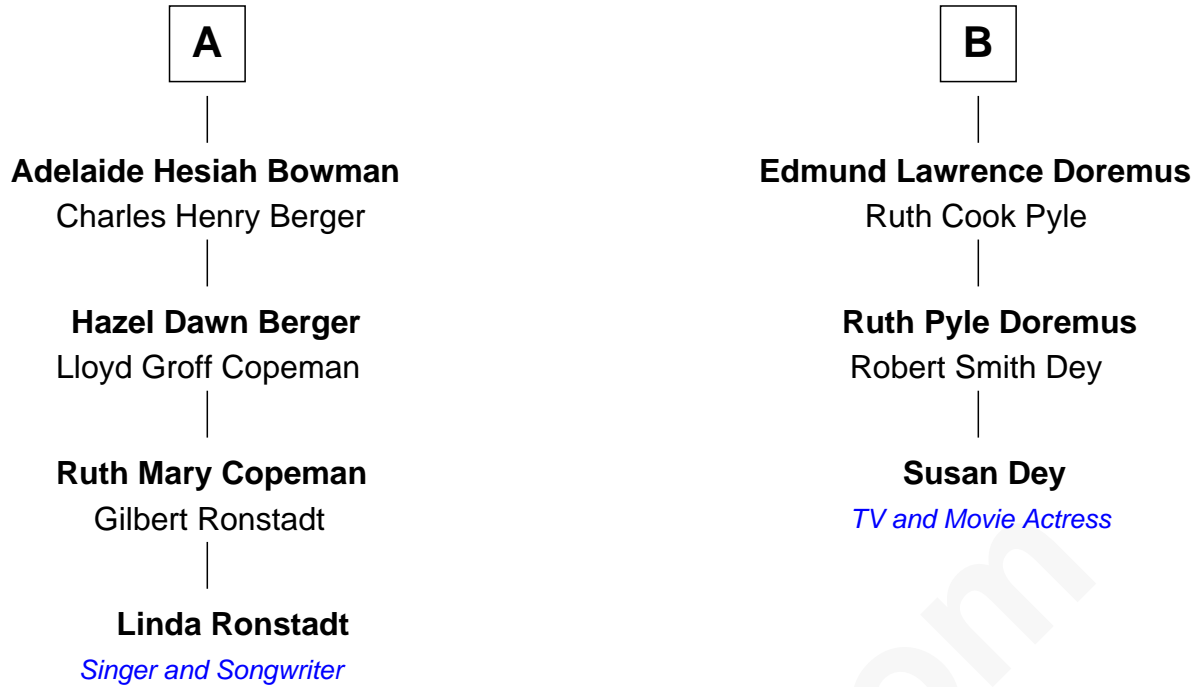 A
Adelaide Hesiah Bowman
Charles Henry Berger
Hazel Dawn Berger
Lloyd Groff Copeman
Ruth Mary Copeman
Gilbert Ronstadt
Linda Ronstadt
Singer and Songwriter
B
Edmund Lawrence Doremus
Ruth Cook Pyle
Ruth Pyle Doremus
Robert Smith Dey
Susan Dey
TV and Movie Actress
om